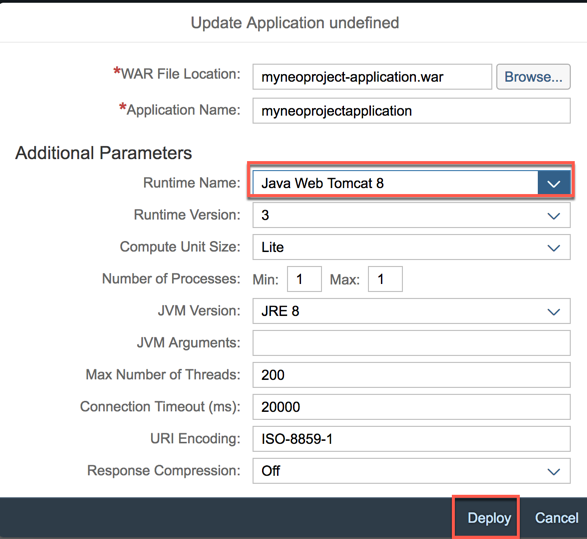 Update Application undefined
*WAR File Location: myneoproject-application.war Browse...
*Application Name: myneoprojectapplication
Additional Parameters
Runtime Name: Java Web Tomcat 8
Runtime Version: 3
Compute Unit Size: Lite
Number of Processes: Min: 1 Max: 1
JVM Version: JRE 8
JVM Arguments:
Max Number of Threads: 200
Connection Timeout (ms): 20000
URI Encoding: ISO-8859-1
Response Compression: Off
Deploy Cancel